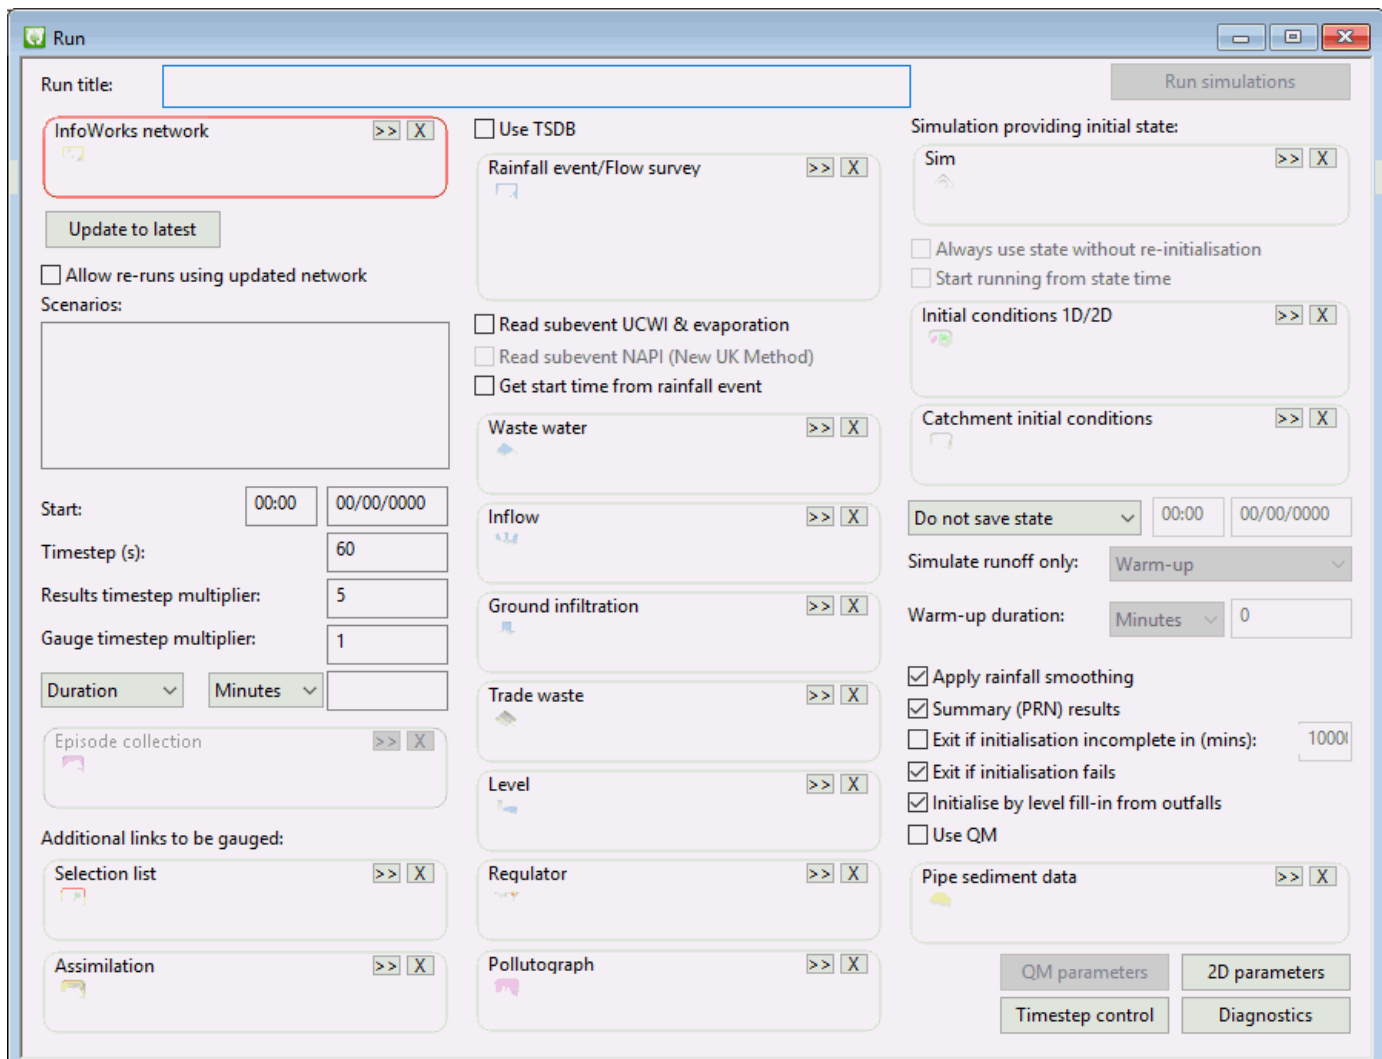 Run
Run title:
Run simulations
InfoWorks network >> X
Update to latest
Allow re-runs using updated network
Scenarios:
Start: 00:00 00/00/0000
Timestep (s): 60
Results timestep multiplier: 5
Gauge timestep multiplier: 1
Duration Minutes
Episode collection >> X
Additional links to be gauged:
Selection list >> X
Assimilation >> X
Use TSDB
Rainfall event/Flow survey >> X
Read subevent UCWI & evaporation
Read subevent NAPI (New UK Method)
Get start time from rainfall event
Waste water >> X
Inflow >> X
Ground infiltration >> X
Trade waste >> X
Level >> X
Regulator >> X
Pollutograph >> X
Simulation providing initial state:
Sim >> X
Always use state without re-initialisation
Start running from state time
Initial conditions 1D/2D >> X
Catchment initial conditions >> X
Do not save state 00:00 00/00/0000
Simulate runoff only: Warm-up
Warm-up duration: Minutes 0
Apply rainfall smoothing
Summary (PRN) results
Exit if initialisation incomplete in (mins):
Exit if initialisation fails
Initialise by level fill-in from outfalls
Use QM
Pipe sediment data >> X
QM parameters 2D parameters
Timestep control Diagnostics